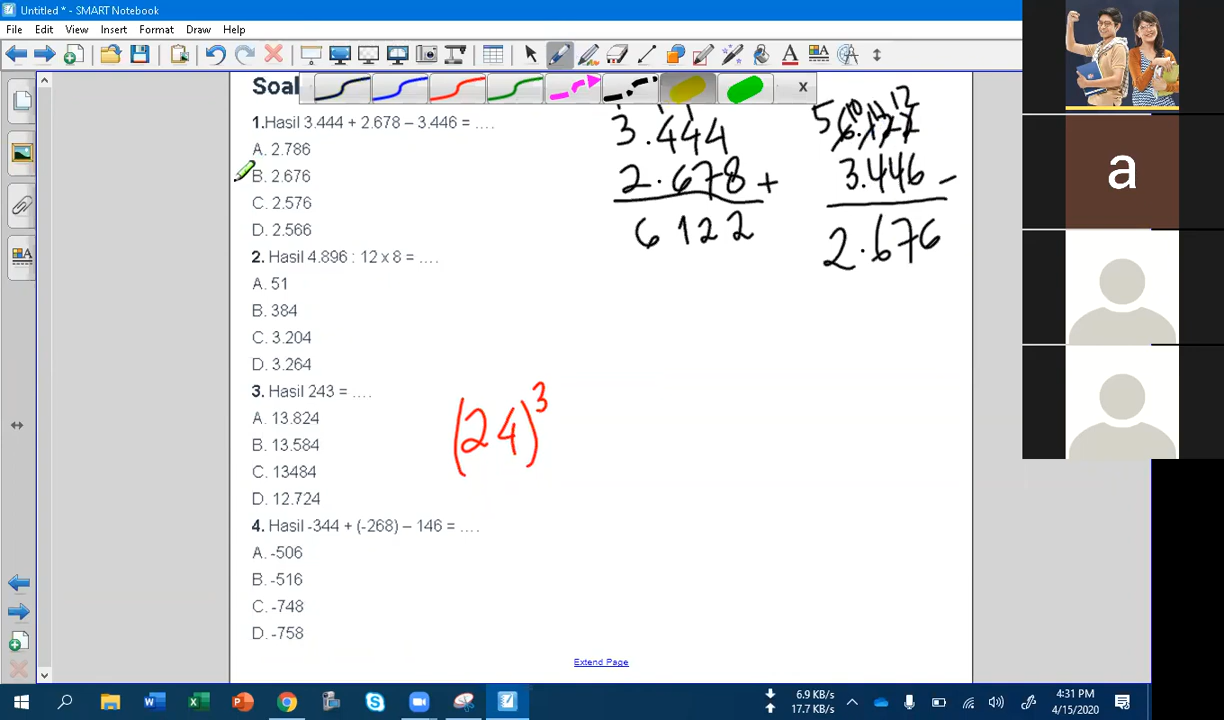 Untitled * - SMART Notebook
File Edit View Insert Format Draw Help
Soal
x
1.Hasil 3.444 + 2.678 – 3.446 = ....
A. 2.786
B. 2.676
C. 2.576
D. 2.566
2. Hasil 4.896 : 12 x 8 = ....
A. 51
B. 384
C. 3.204
D. 3.264
3. Hasil 243 = ....
A. 13.824
B. 13.584
C. 13484
D. 12.724
4. Hasil -344 + (-268) – 146 = ....
A. -506
B. -516
C. -748
D. -758
1 1 1
3.444
2.678 +
6122
3.446 –
2.676
(24)³
a
Extend Page
6.9 KB/s
17.7 KB/s
4:31 PM
4/15/2020